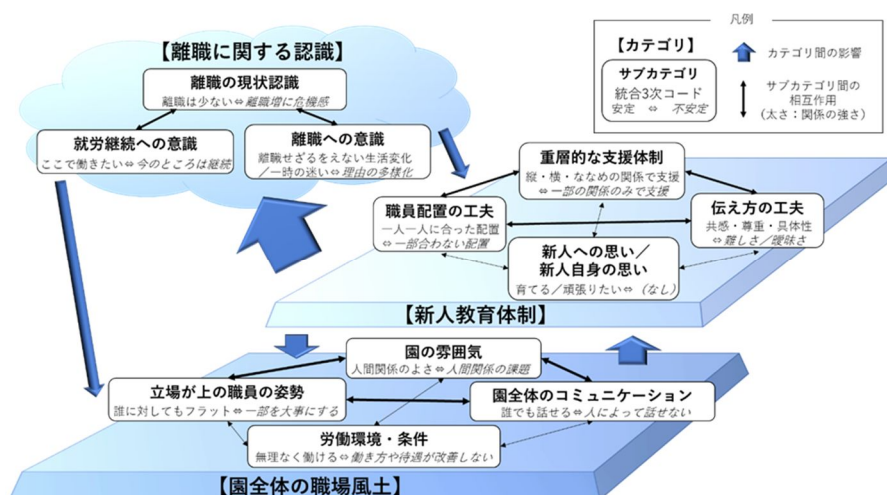 【離職に関する認識】
離職の現状認識
離職は少ない⇔離職増に危機感
就労継続への意識
ここで働きたい⇔今のところは継続
離職への意識
離職せざるをえない生活変化
／一時の迷い⇔理由の多様化
凡例
【カテゴリ】
サブカテゴリ
統合3次コード
安定 ⇔ 不安定
カテゴリ間の影響
サブカテゴリ間の
相互作用
(太さ：関係の強さ)
重層的な支援体制
縦・横・ななめの関係で支援
⇔一部の関係のみで支援
職員配置の工夫
一人一人に合った配置
⇔一部合わない配置
伝え方の工夫
共感・尊重・具体性
⇔難しさ／曖昧さ
新人への思い／
新人自身の思い
育てる／頑張りたい⇔（なし）
【新人教育体制】
園の雰囲気
人間関係のよさ⇔人間関係の課題
立場が上の職員の姿勢
誰に対してもフラット⇔一部を大事にする
園全体のコミュニケーション
誰でも話せる⇔人によって話せない
労働環境・条件
無理なく働ける⇔働き方や待遇が改善しない
【園全体の職場風土】